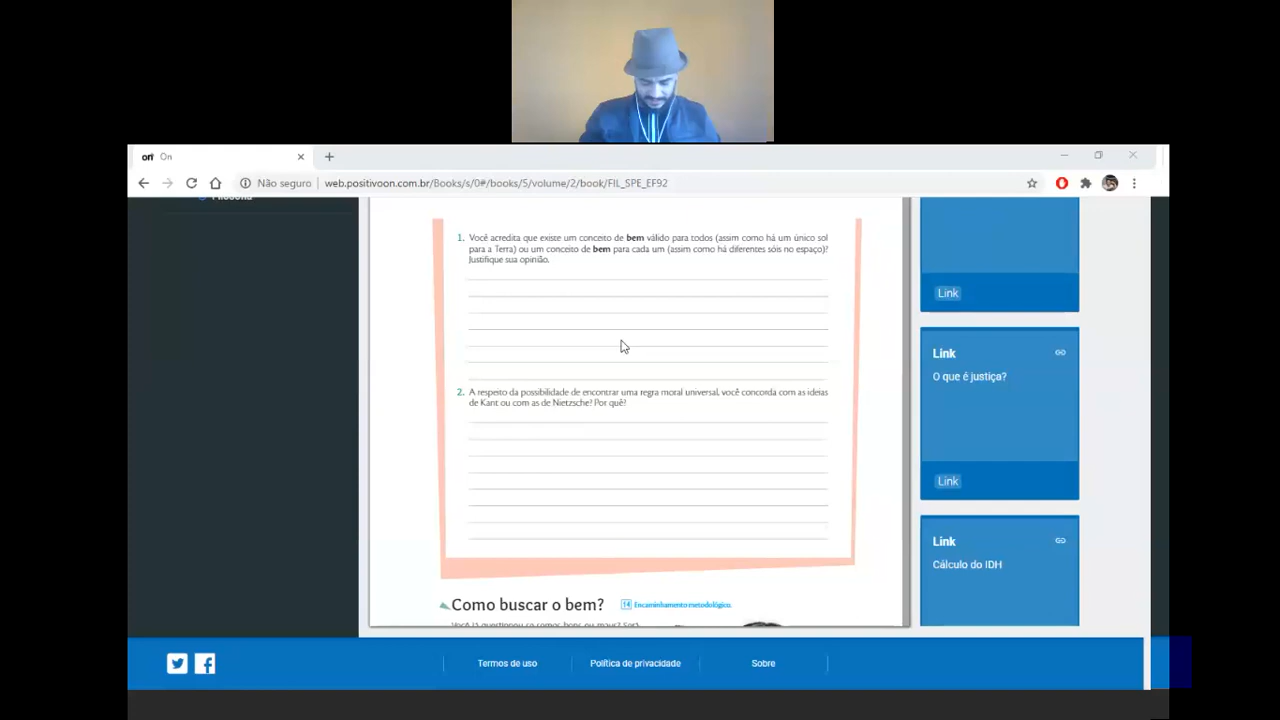 On
Não seguro
web.positivoon.com.br/Books/s/0#/books/5/volume/2/book/FIL_SPE_EF92
Filosofia
1. Você acredita que existe um conceito de bem válido para todos (assim como há um único sol
para a Terra) ou um conceito de bem para cada um (assim como há diferentes sóis no espaço)?
Justifique sua opinião.
2. A respeito da possibilidade de encontrar uma regra moral universal, você concorda com as ideias
de Kant ou com as de Nietzsche? Por quê?
Como buscar o bem?
14 Encaminhamento metodológico.
Link
Link
O que é justiça?
Link
Link
Cálculo do IDH
Termos de uso
Política de privacidade
Sobre